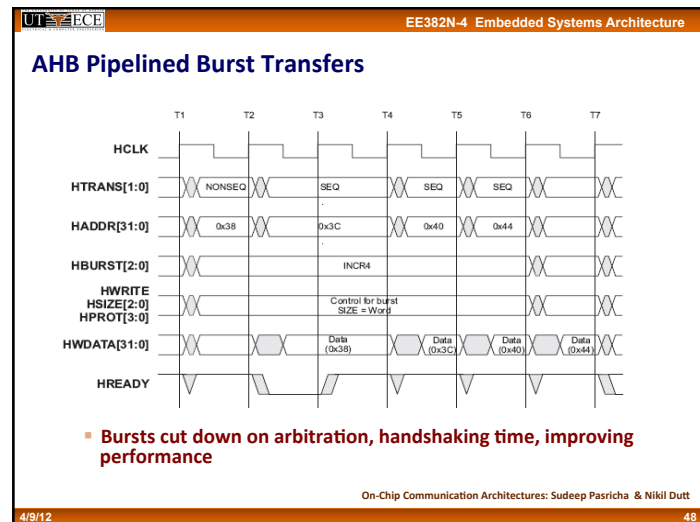 UT ECE
EE382N-4 Embedded Systems Architecture
AHB Pipelined Burst Transfers
T1 T2 T3 T4 T5 T6 T7
HCLK
HTRANS[1:0] NONSEQ SEQ SEQ SEQ
HADDR[31:0] 0x38 0x3C 0x40 0x44
HBURST[2:0] INCR4
HWRITE
HSIZE[2:0]
HPROT[3:0]
Control for burst
SIZE = Word
HWDATA[31:0]
Data
(0x38)
Data
(0x3C)
Data
(0x40)
Data
(0x44)
HREADY
Bursts cut down on arbitration, handshaking time, improving
performance
On-Chip Communication Architectures: Sudeep Pasricha & Nikil Dutt
4/9/12 48